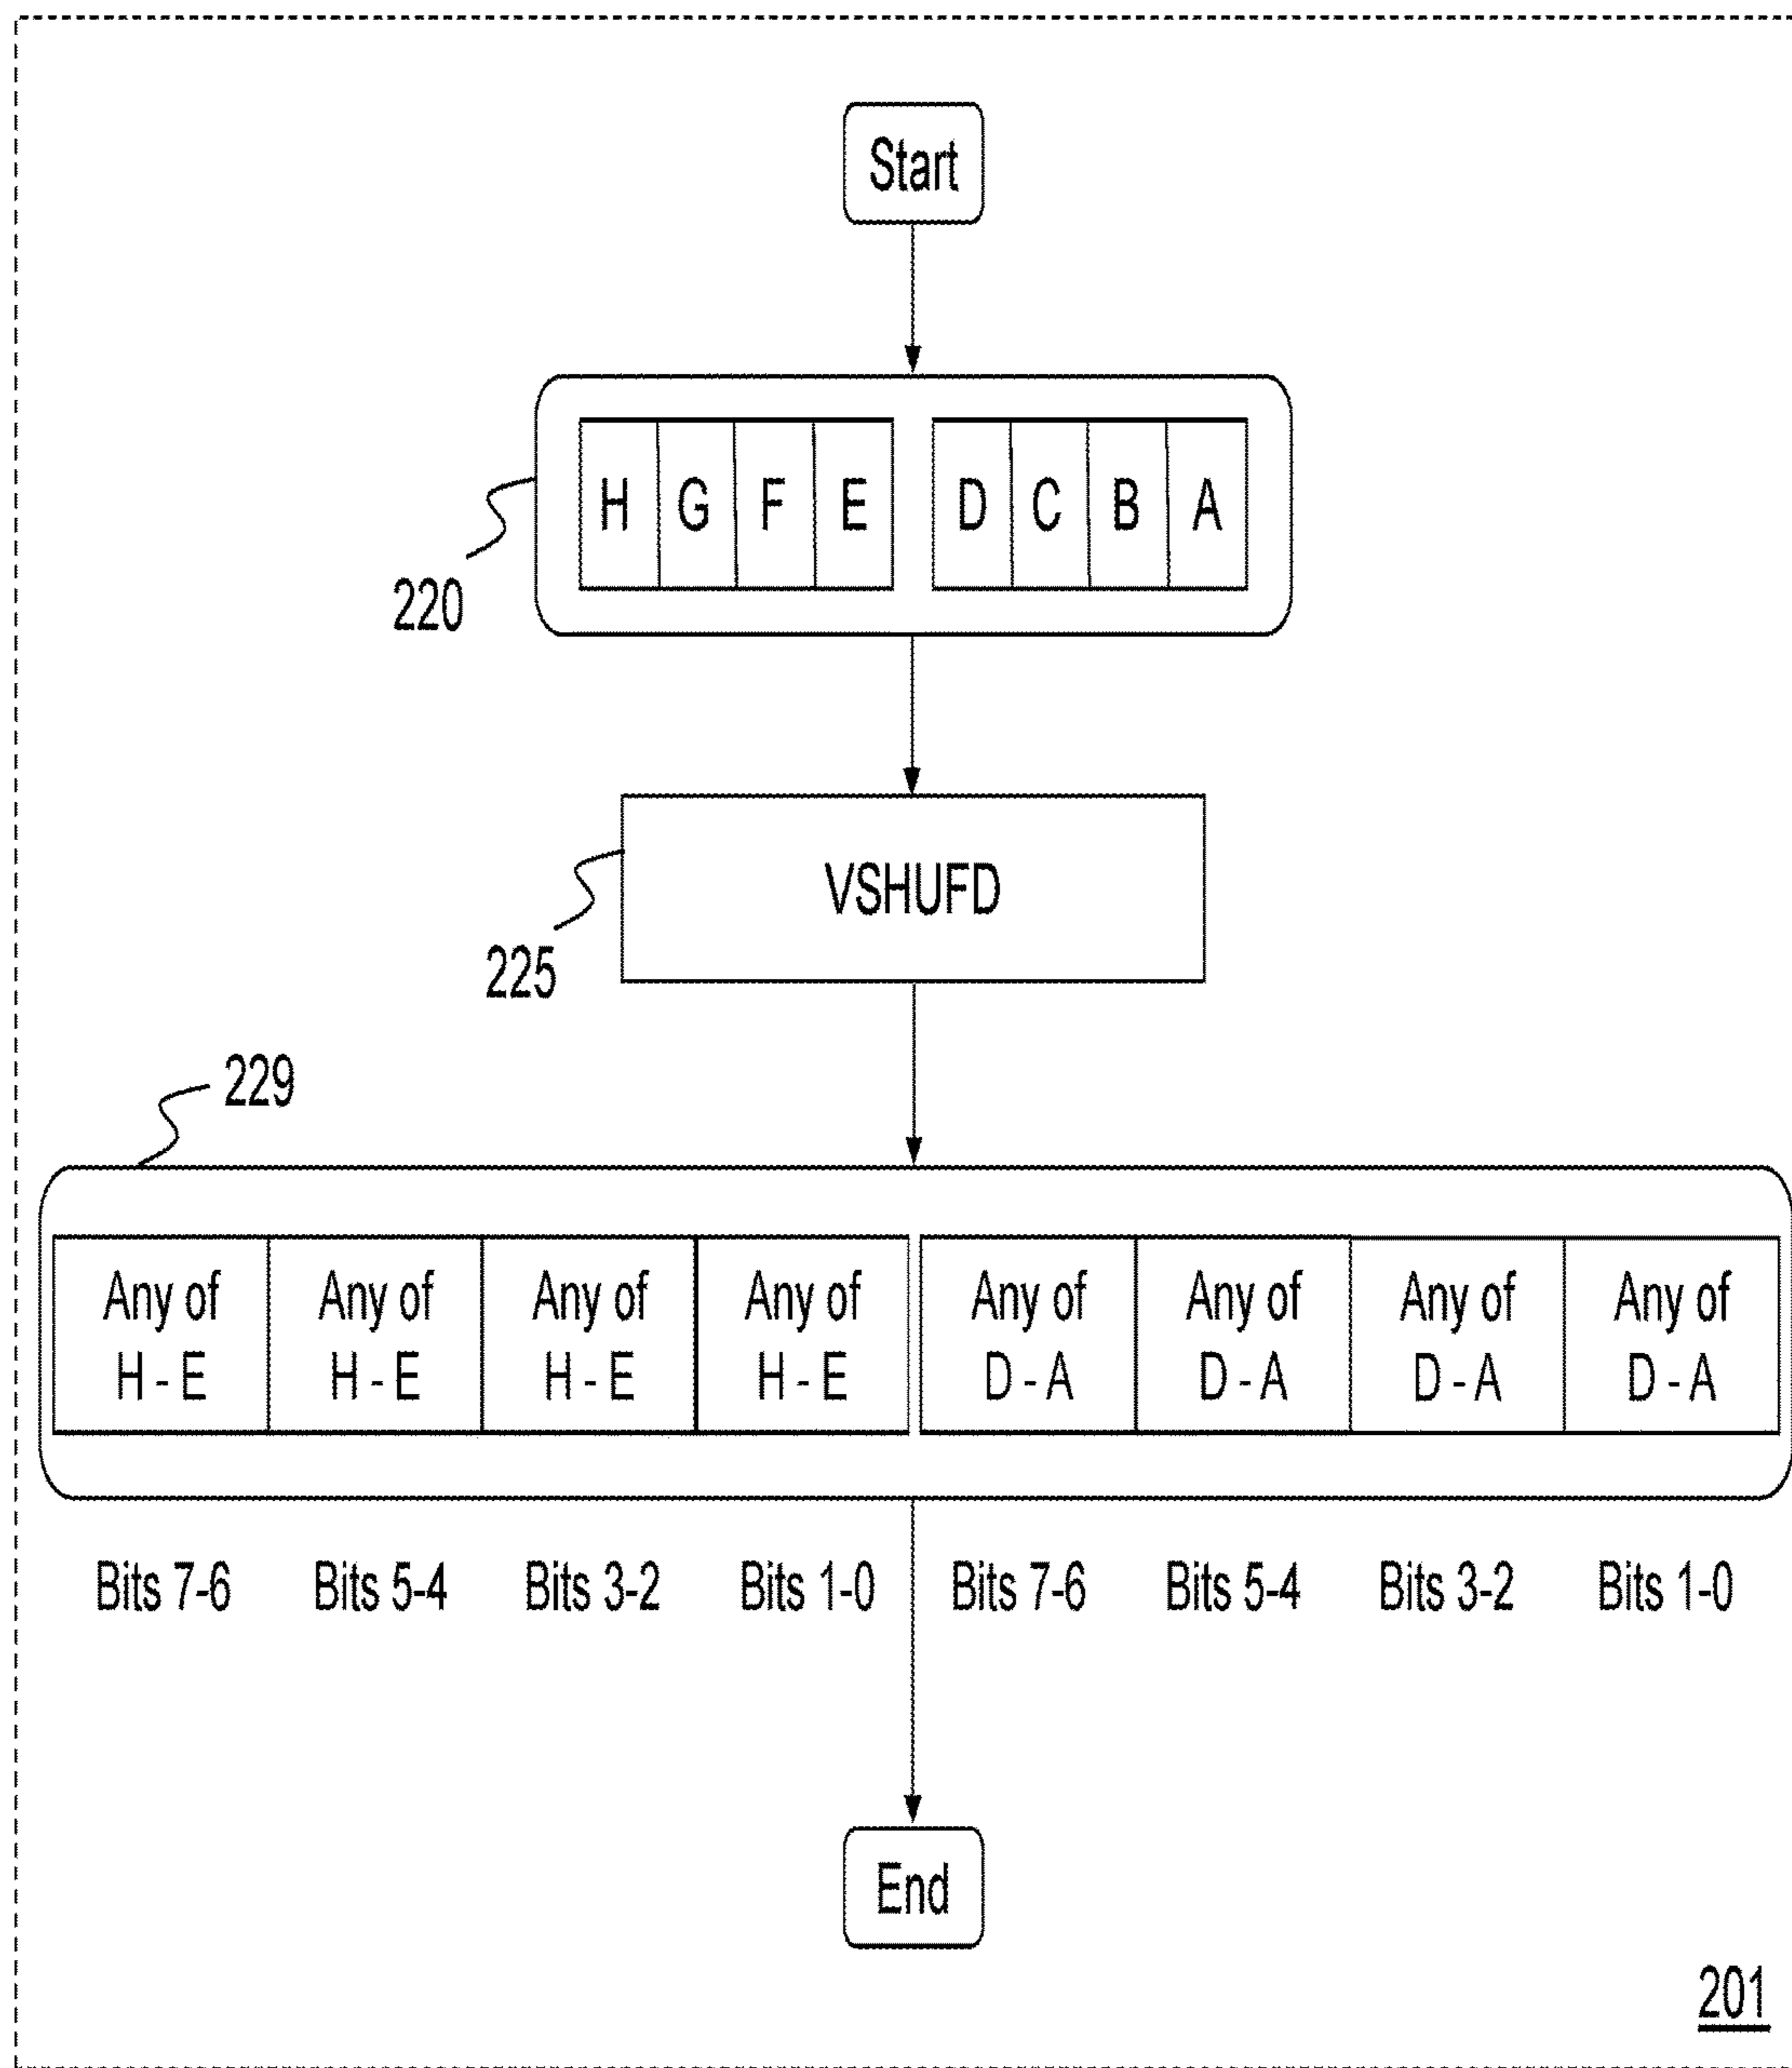 Start
H G F E D C B A
220
VSHUFD
225
229
Any of H - E Any of H - E Any of H - E Any of H - E Any of D - A Any of D - A Any of D - A Any of D - A
Bits 7-6 Bits 5-4 Bits 3-2 Bits 1-0 Bits 7-6 Bits 5-4 Bits 3-2 Bits 1-0
End
201